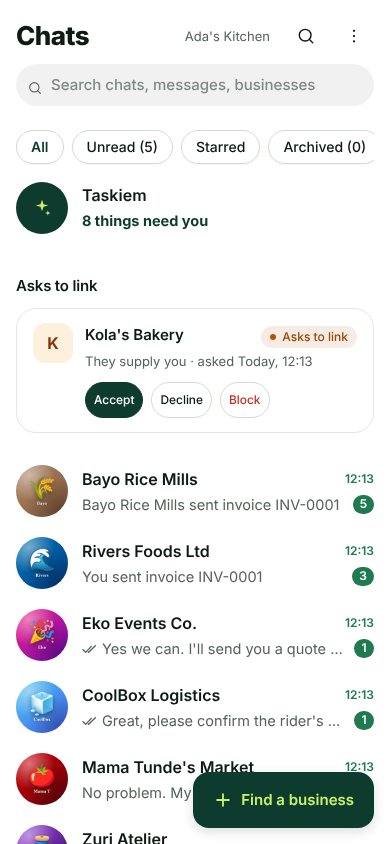 Chats
Ada's Kitchen
Search chats, messages, businesses
All
Unread (5)
Starred
Archived (0)
Taskiem
8 things need you
Asks to link
K
Kola's Bakery
Asks to link
They supply you · asked Today, 12:13
Accept
Decline
Block
Bayo
Bayo Rice Mills
12:13
Bayo Rice Mills sent invoice INV-0001
5
Rivers
Rivers Foods Ltd
12:13
You sent invoice INV-0001
3
Eko
Eko Events Co.
12:13
Yes we can. I'll send you a quote ...
1
CoolBox
CoolBox Logistics
12:13
Great, please confirm the rider's ...
1
Mama T
Mama Tunde's Market
12:13
No problem. My
Find a business
Zuri Atelier